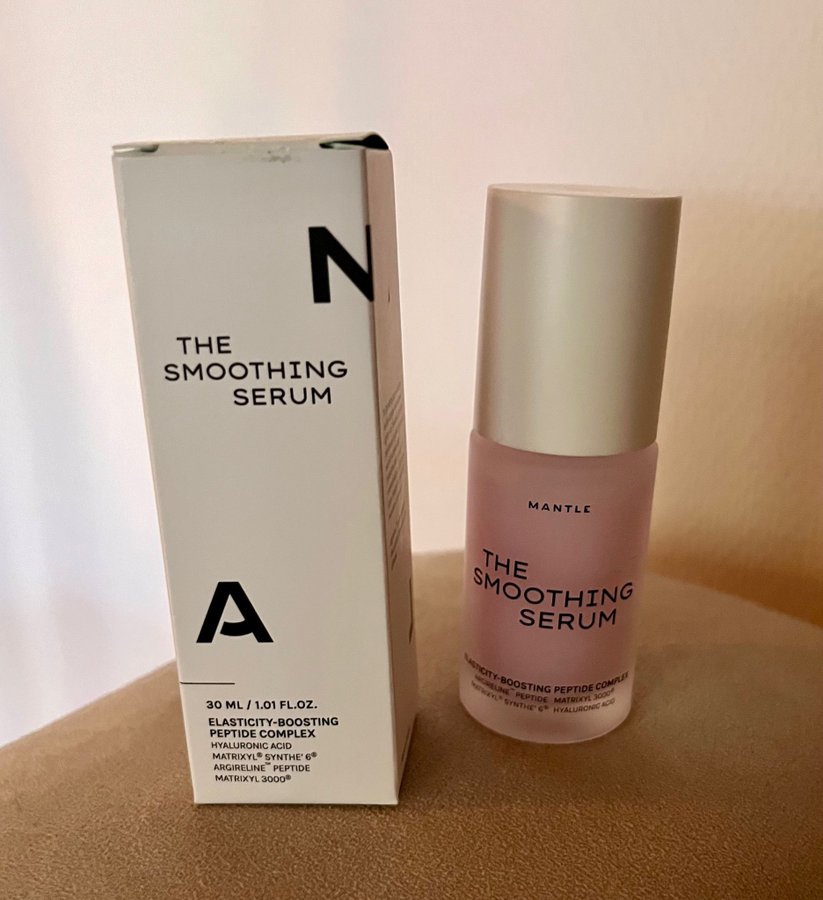 N
THE
SMOOTHING
SERUM
A
30 ML / 1.01 FL.OZ.
ELASTICITY-BOOSTING
PEPTIDE COMPLEX
HYALURONIC ACID
MATRIXYL® SYNTHE' 6®
ARGIRELINE™ PEPTIDE
MATRIXYL 3000®
MANTLE
THE
SMOOTHING
SERUM
ELASTICITY-BOOSTING PEPTIDE COMPLEX
ARGIRELINE™ PEPTIDE MATRIXYL 3000®
MATRIXYL® SYNTHE' 6® HYALURONIC ACID